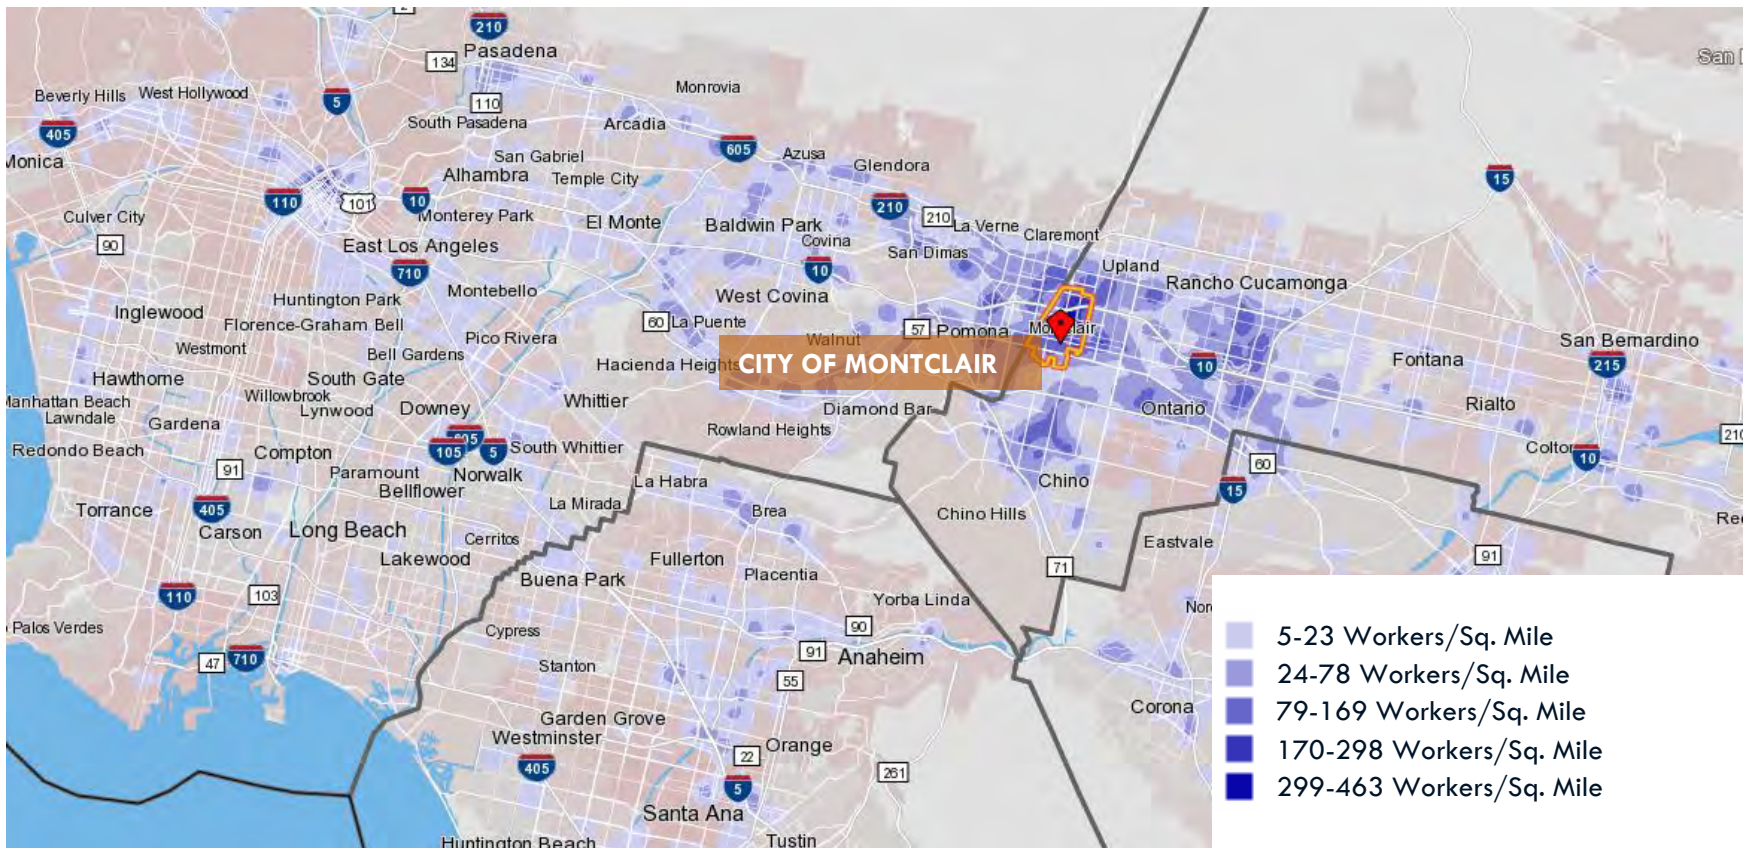 2
210
Pasadena
134
San
Monrovia
Beverly Hills
West Hollywood
5
110
South Pasadena
Arcadia
405
605
Monica
San Gabriel
Azusa
Glendora
Alhambra
Temple City
15
110
101
10
Monterey Park
El Monte
Baldwin Park
210
210
La Verne
Claremont
Culver City
90
East Los Angeles
Covina
San Dimas
710
10
Upland
Rancho Cucamonga
Montebello
West Covina
Huntington Park
Inglewood
Florence-Graham Bell
60
La Puente
57
Pomona
Montclair
Westmont
Pico Rivera
Walnut
San Bernardino
Bell Gardens
Hacienda Heights
CITY OF MONTCLAIR
10
Fontana
215
Hawthorne
South Gate
Willowbrook
Manhattan Beach
Lynwood
Downey
Whittier
Diamond Bar
Ontario
Rialto
Lawndale
Gardena
Rowland Heights
210
Redondo Beach
Compton
605
105
5
South Whittier
Colton
10
91
Paramount
Norwalk
60
Bellflower
La Habra
Chino
15
Torrance
405
Carson
Long Beach
La Mirada
Brea
Chino Hills
Re
Lakewood
Cerritos
Fullerton
Eastvale
91
Buena Park
Placentia
71
110
103
Yorba Linda
Nor
Palos Verdes
Cypress
90
47
710
Stanton
91
Anaheim
55
Corona
Garden Grove
Westminster
22
Orange
405
261
5
Santa Ana
Huntington Beach
Tustin
5-23 Workers/Sq. Mile
24-78 Workers/Sq. Mile
79-169 Workers/Sq. Mile
170-298 Workers/Sq. Mile
299-463 Workers/Sq. Mile